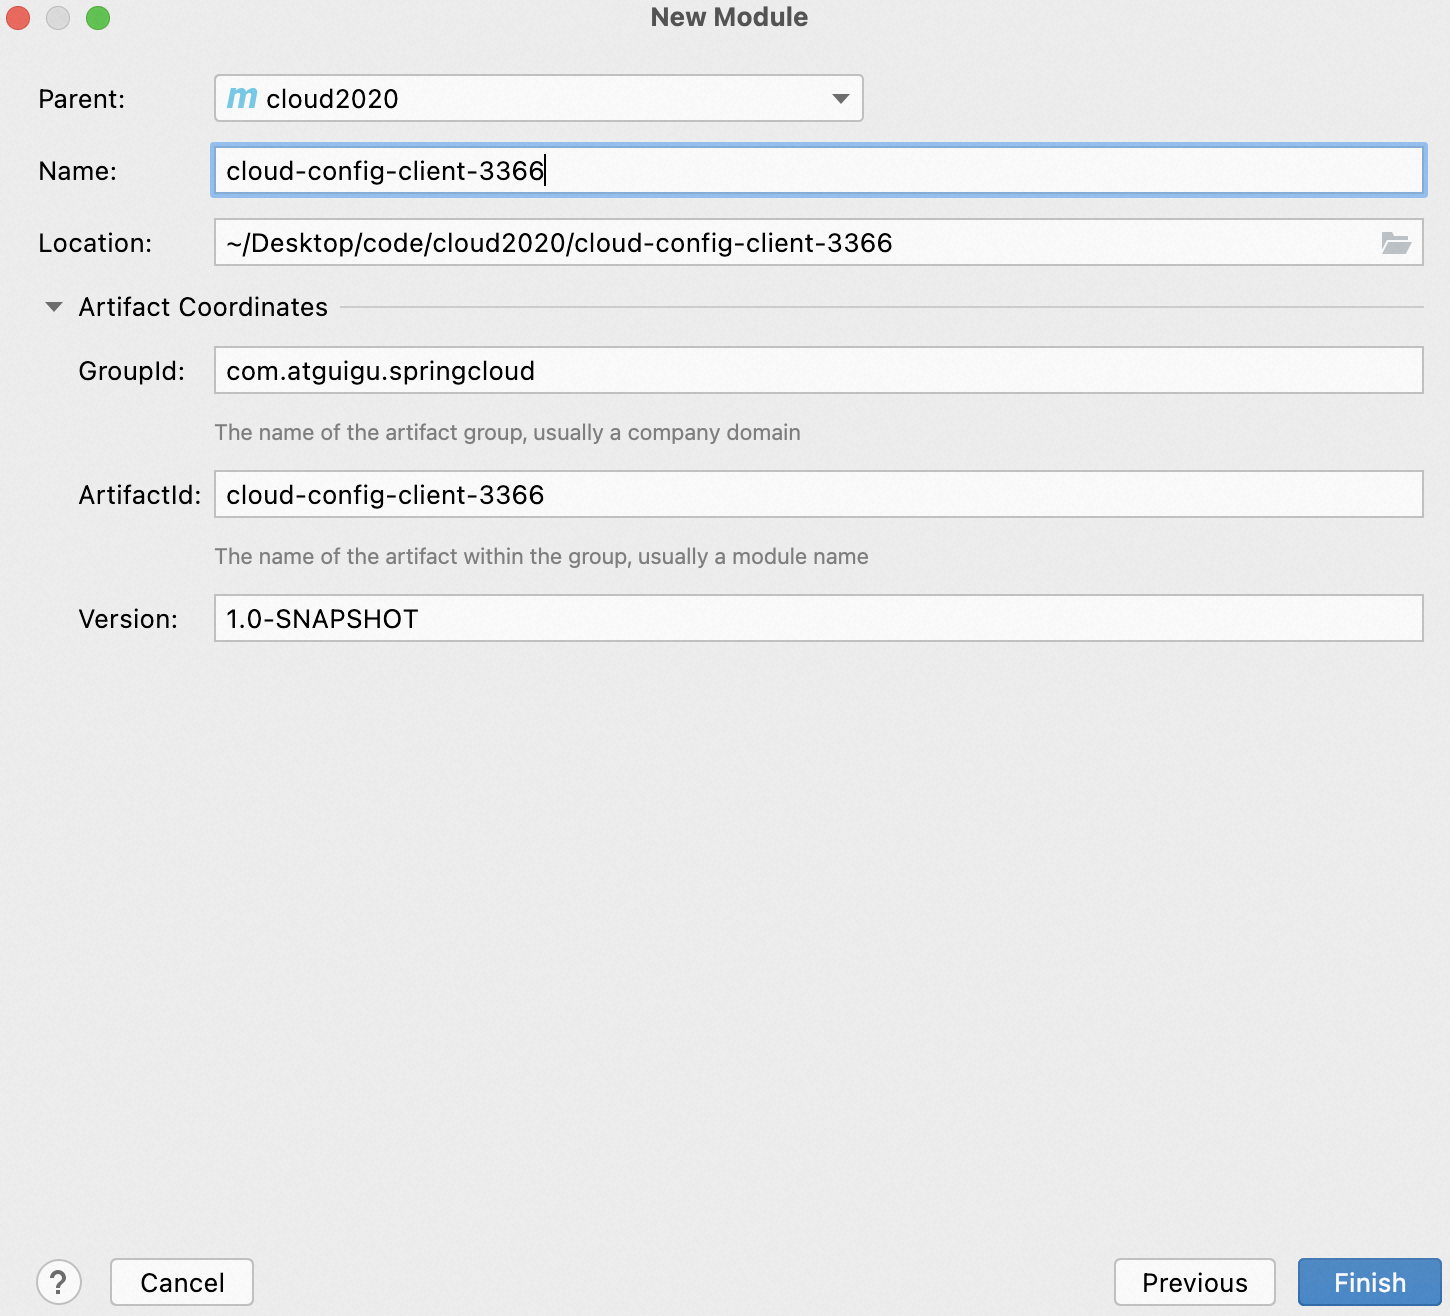 New Module
Parent: m cloud2020
Name: cloud-config-client-3366
Location: ~/Desktop/code/cloud2020/cloud-config-client-3366
Artifact Coordinates
GroupId: com.atguigu.springcloud
The name of the artifact group, usually a company domain
ArtifactId: cloud-config-client-3366
The name of the artifact within the group, usually a module name
Version: 1.0-SNAPSHOT
? Cancel Previous Finish